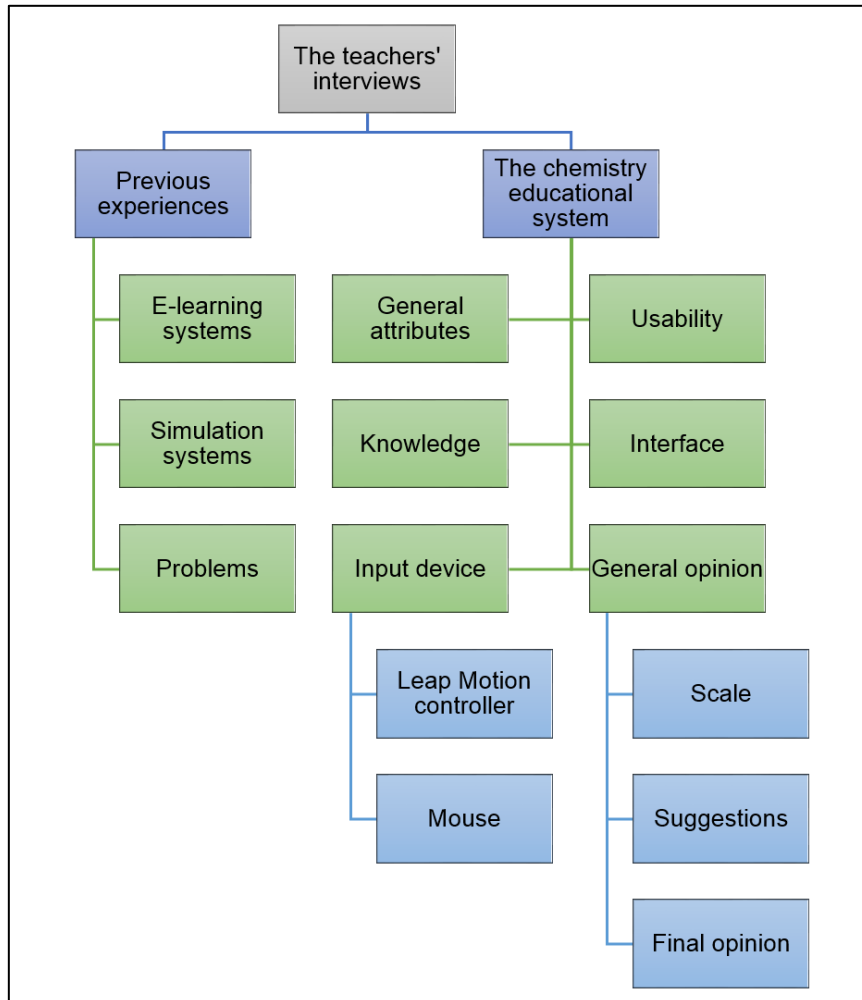 The teachers'
interviews
Previous
experiences
The chemistry
educational
system
E-learning
systems
General
attributes
Usability
Simulation
systems
Knowledge
Interface
Problems
Input device
General opinion
Leap Motion
controller
Scale
Mouse
Suggestions
Final opinion